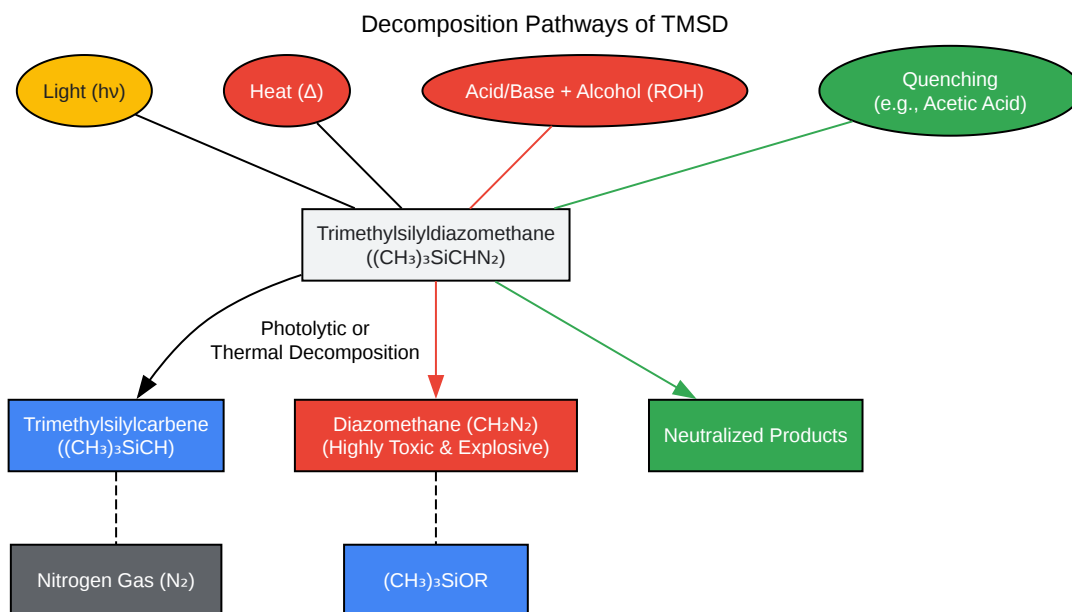 Decomposition Pathways of TMSD
Light (hν)
Heat (Δ)
Acid/Base + Alcohol (ROH)
Quenching
(e.g., Acetic Acid)
Trimethylsilyldiazomethane
((CH₃)₃SiCHN₂)
Photolytic or
Thermal Decomposition
Trimethylsilylcarbene
((CH₃)₃SiCH)
Diazomethane (CH₂N₂)
(Highly Toxic & Explosive)
Neutralized Products
Nitrogen Gas (N₂)
(CH₃)₃SiOR